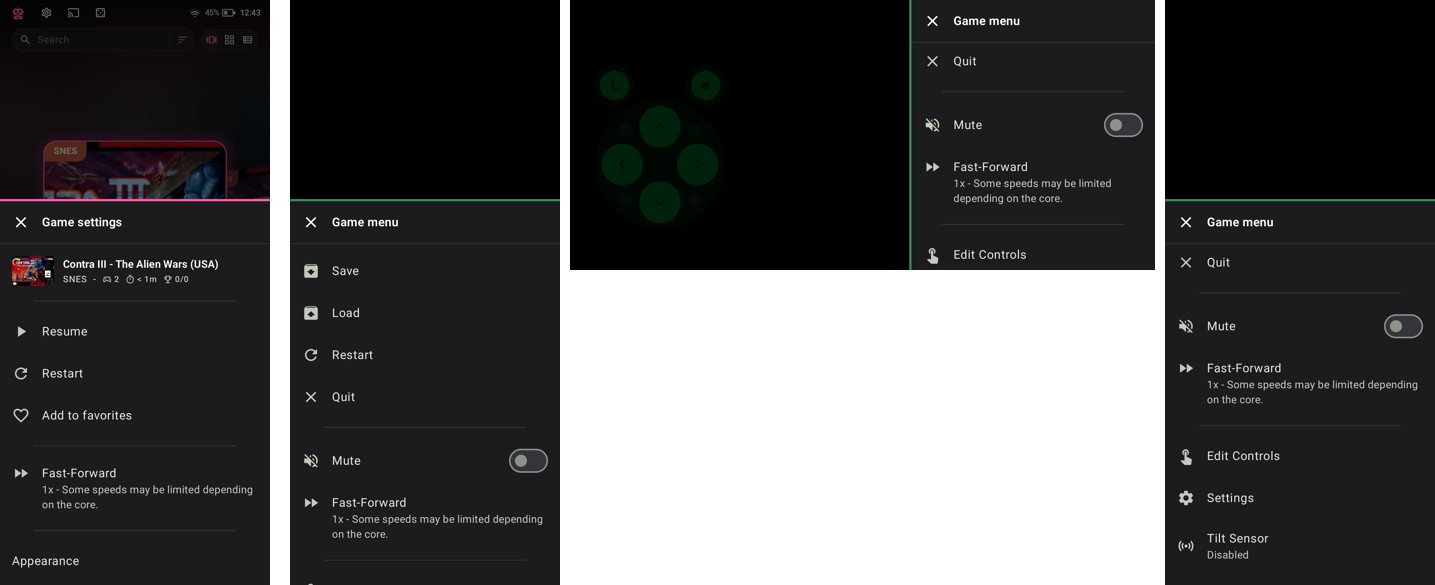 45% 12:43
Search
SNES
Game settings
Contra III - The Alien Wars (USA)
SNES - 2 < 1m 0/0
Resume
Restart
Add to favorites
Fast-Forward
1x - Some speeds may be limited depending
on the core.
Appearance
Game menu
Save
Load
Restart
Quit
Mute
Fast-Forward
1x - Some speeds may be limited depending
on the core.
L
Game menu
Quit
Mute
Fast-Forward
1x - Some speeds may be limited
depending on the core.
Edit Controls
Game menu
Quit
Mute
Fast-Forward
1x - Some speeds may be limited depending
on the core.
Edit Controls
Settings
Tilt Sensor
Disabled